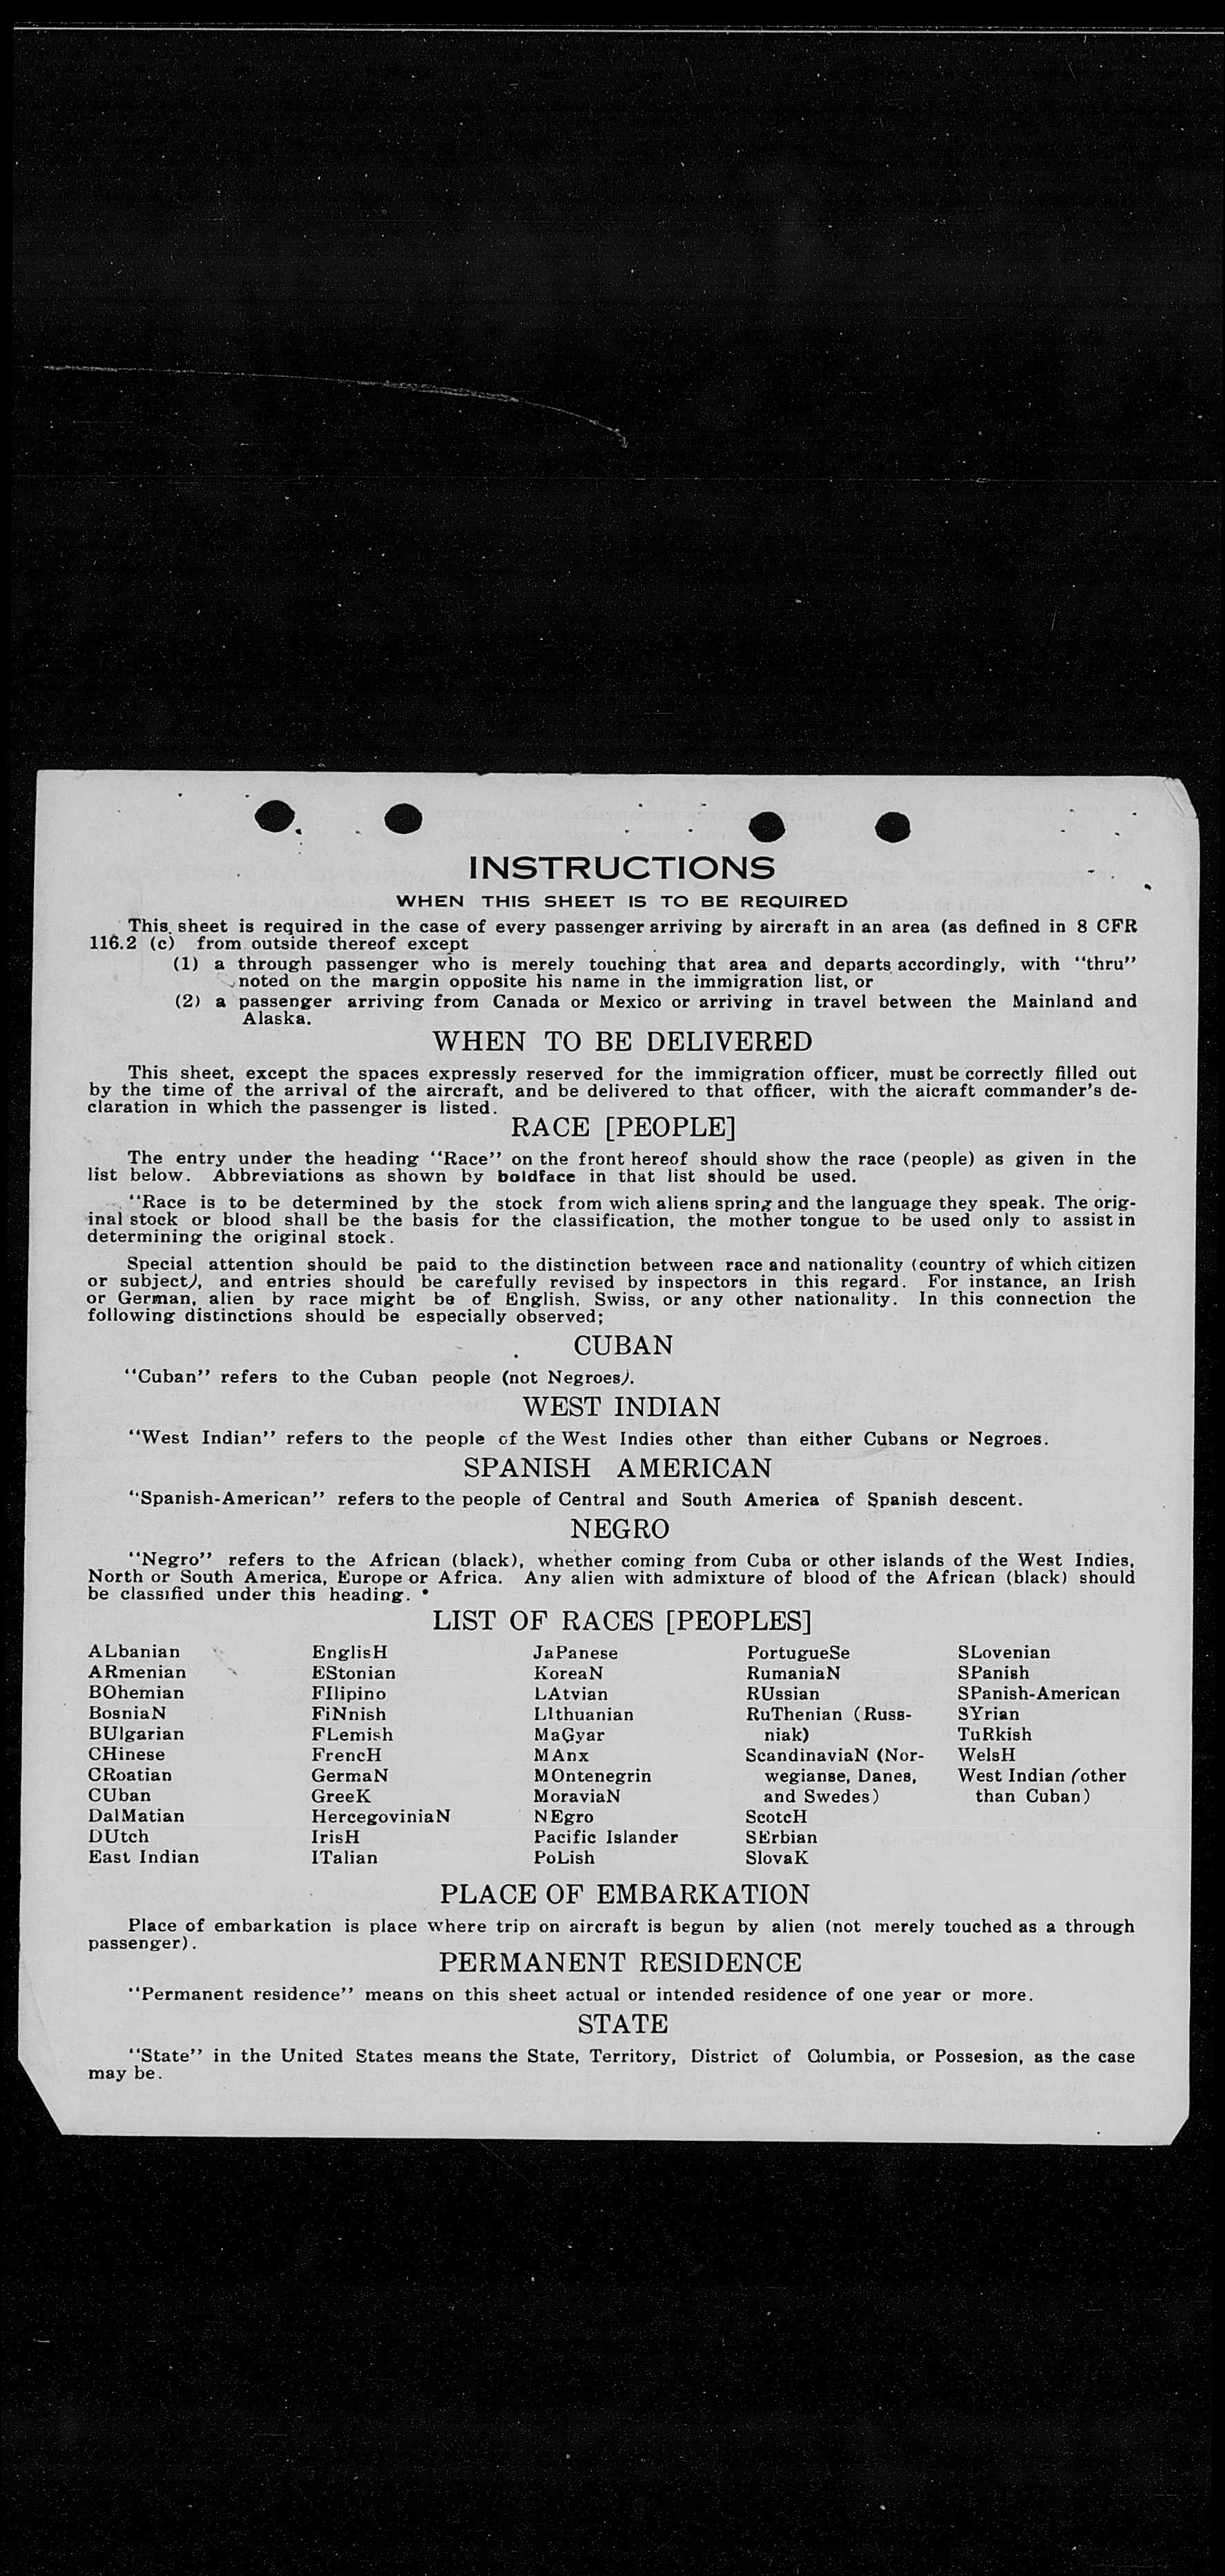 INSTRUCTIONS
WHEN THIS SHEET IS TO BE REQUIRED
This sheet is required in the case of every passenger arriving by aircraft in an area (as defined in 8 CFR
116.2 (c) from outside thereof except
(1) a through passenger who is merely touching that area and departs accordingly, with "thru"
noted on the margin opposite his name in the immigration list, or
(2) a passenger arriving from Canada or Mexico or arriving in travel between the Mainland and
Alaska.
WHEN TO BE DELIVERED
This sheet, except the spaces expressly reserved for the immigration officer, must be correctly filled out
by the time of the arrival of the aircraft, and be delivered to that officer, with the aicraft commander's de-
claration in which the passenger is listed.
RACE [PEOPLE]
The entry under the heading "Race" on the front hereof should show the race (people) as given in the
list below. Abbreviations as shown by boldface in that list should be used.
"Race is to be determined by the stock from wich aliens spring and the language they speak. The orig-
inal stock or blood shall be the basis for the classification, the mother tongue to be used only to assist in
determining the original stock.
Special attention should be paid to the distinction between race and nationality (country of which citizen
or subject), and entries should be carefully revised by inspectors in this regard. For instance, an Irish
or German, alien by race might be of English, Swiss, or any other nationality. In this connection the
following distinctions should be especially observed;
CUBAN
"Cuban" refers to the Cuban people (not Negroes).
WEST INDIAN
"West Indian" refers to the people of the West Indies other than either Cubans or Negroes.
SPANISH AMERICAN
"Spanish-American" refers to the people of Central and South America of Spanish descent.
NEGRO
"Negro" refers to the African (black), whether coming from Cuba or other islands of the West Indies,
North or South America, Europe or Africa. Any alien with admixture of blood of the African (black) should
be classified under this heading.
LIST OF RACES [PEOPLES]
ALbanian
ARmenian
BOhemian
BosniaN
BUlgarian
CHinese
CRoatian
CUban
DalMatian
DUtch
East Indian
EnglisH
EStonian
FIlipino
FiNnish
FLemish
FrencH
GermaN
GreeK
HercegoviniaN
IrisH
ITalian
JaPanese
KoreaN
LAtvian
LIthuanian
MaGyar
MAnx
MOntenegrin
MoraviaN
NEgro
Pacific Islander
PoLish
PortugueSe
RumaniaN
RUssian
RuThenian (Russ-
niak)
ScandinaviaN (Nor-
wegianse, Danes,
and Swedes)
ScotcH
SErbian
SlovaK
SLovenian
SPanish
SPanish-American
SYrian
TuRkish
WelsH
West Indian (other
than Cuban)
PLACE OF EMBARKATION
Place of embarkation is place where trip on aircraft is begun by alien (not merely touched as a through
passenger).
PERMANENT RESIDENCE
"Permanent residence" means on this sheet actual or intended residence of one year or more.
STATE
"State" in the United States means the State, Territory, District of Columbia, or Possesion, as the case
may be.